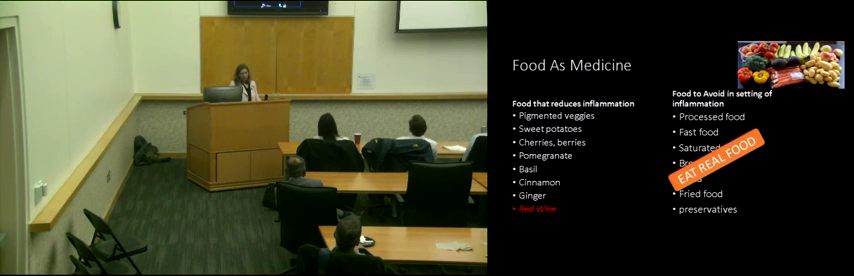 Food As Medicine
Food that reduces inflammation
• Pigmented veggies
• Sweet potatoes
• Cherries, berries
• Pomegranate
• Basil
• Cinnamon
• Ginger
• Red Wine
Food to Avoid in setting of
inflammation
• Processed food
• Fast food
• Saturated
EAT REAL FOOD
• Fried food
• preservatives